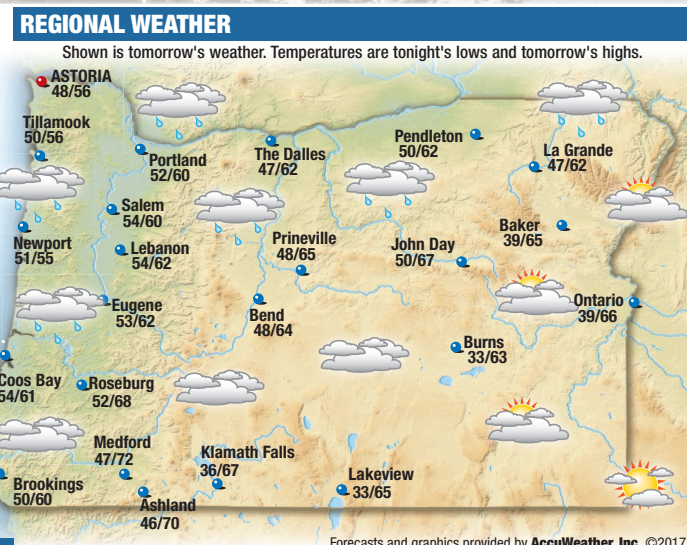 REGIONAL WEATHER
Shown is tomorrow's weather. Temperatures are tonight's lows and tomorrow's highs.
ASTORIA
48/56
Tillamook
50/56
Portland
52/60
The Dalles
47/62
Pendleton
50/62
La Grande
47/62
Salem
54/60
Newport
51/55
Lebanon
54/62
Prineville
48/65
John Day
50/67
Baker
39/65
Eugene
53/62
Bend
48/64
Ontario
39/66
Burns
33/63
Coos Bay
54/61
Roseburg
52/68
Medford
47/72
Klamath Falls
36/67
Lakeview
33/65
Brookings
50/60
Ashland
46/70
Forecasts and graphics provided by AccuWeather, Inc. ©2017